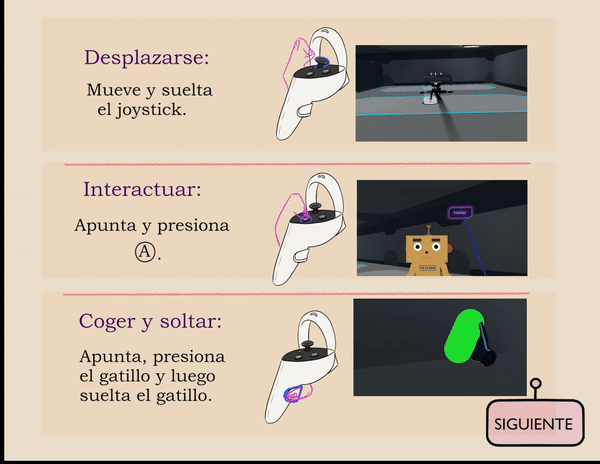 Desplazarse:
Mueve y suelta
el joystick.
Interactuar:
Apunta y presiona
A.
Coger y soltar:
Apunta, presiona
el gatillo y luego
suelta el gatillo.
SIGUIENTE